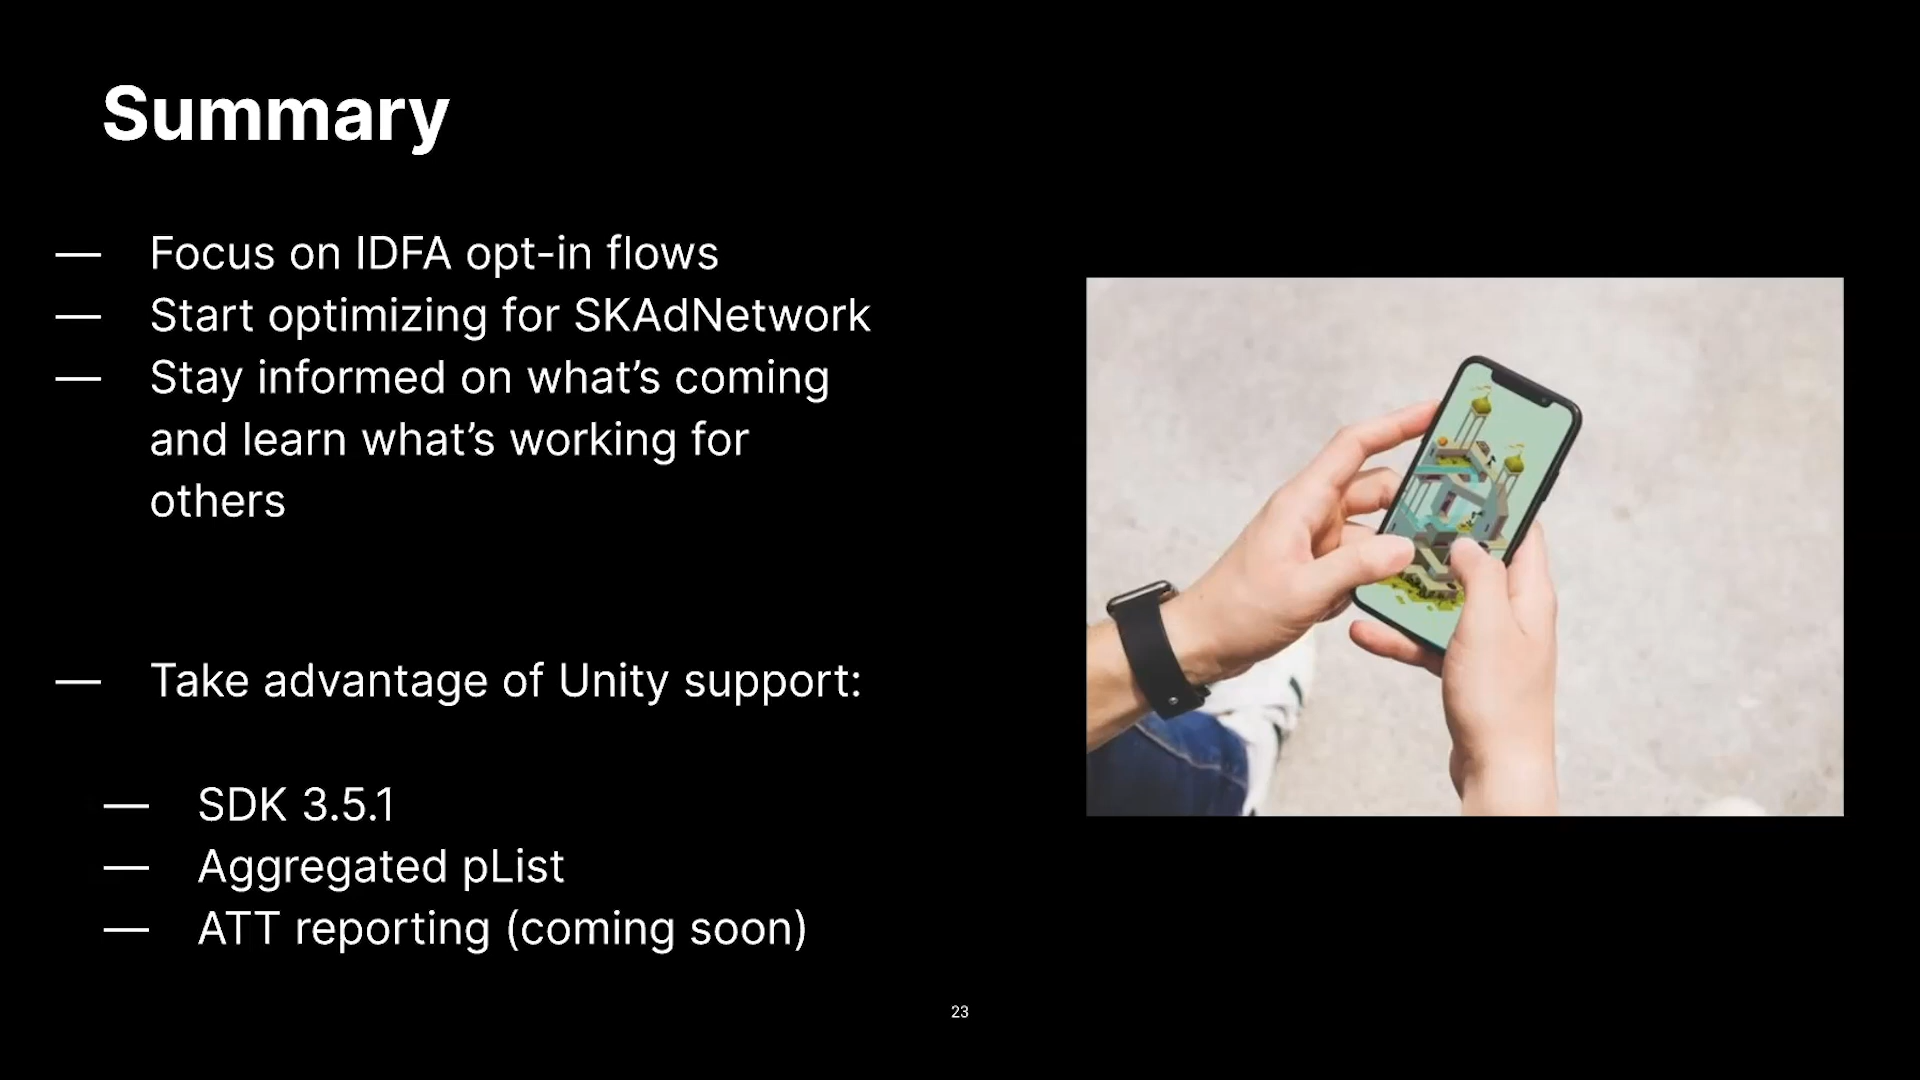 Summary
— Focus on IDFA opt-in flows
— Start optimizing for SKAdNetwork
— Stay informed on what’s coming
and learn what’s working for
others
— Take advantage of Unity support:
— SDK 3.5.1
— Aggregated pList
— ATT reporting (coming soon)
23